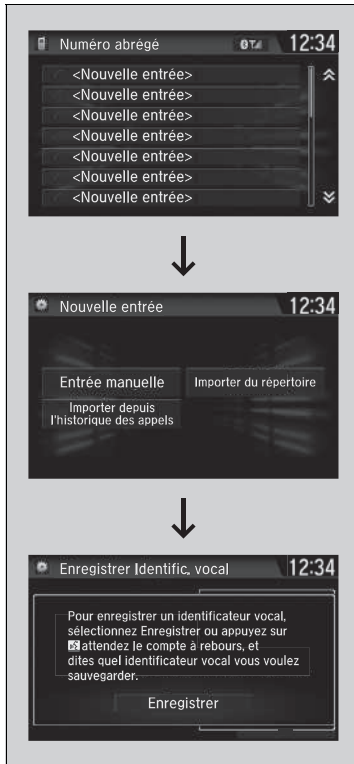 Numéro abrégé 12:34
<Nouvelle entrée>
<Nouvelle entrée>
<Nouvelle entrée>
<Nouvelle entrée>
<Nouvelle entrée>
<Nouvelle entrée>
<Nouvelle entrée>
Nouvelle entrée 12:34
Entrée manuelle Importer du répertoire
Importer depuis
l'historique des appels
Enregistrer Identific. vocal 12:34
Pour enregistrer un identificateur vocal,
sélectionnez Enregistrer ou appuyez sur
attendez le compte à rebours, et
dites quel identificateur vocal vous voulez
sauvegarder.
Enregistrer